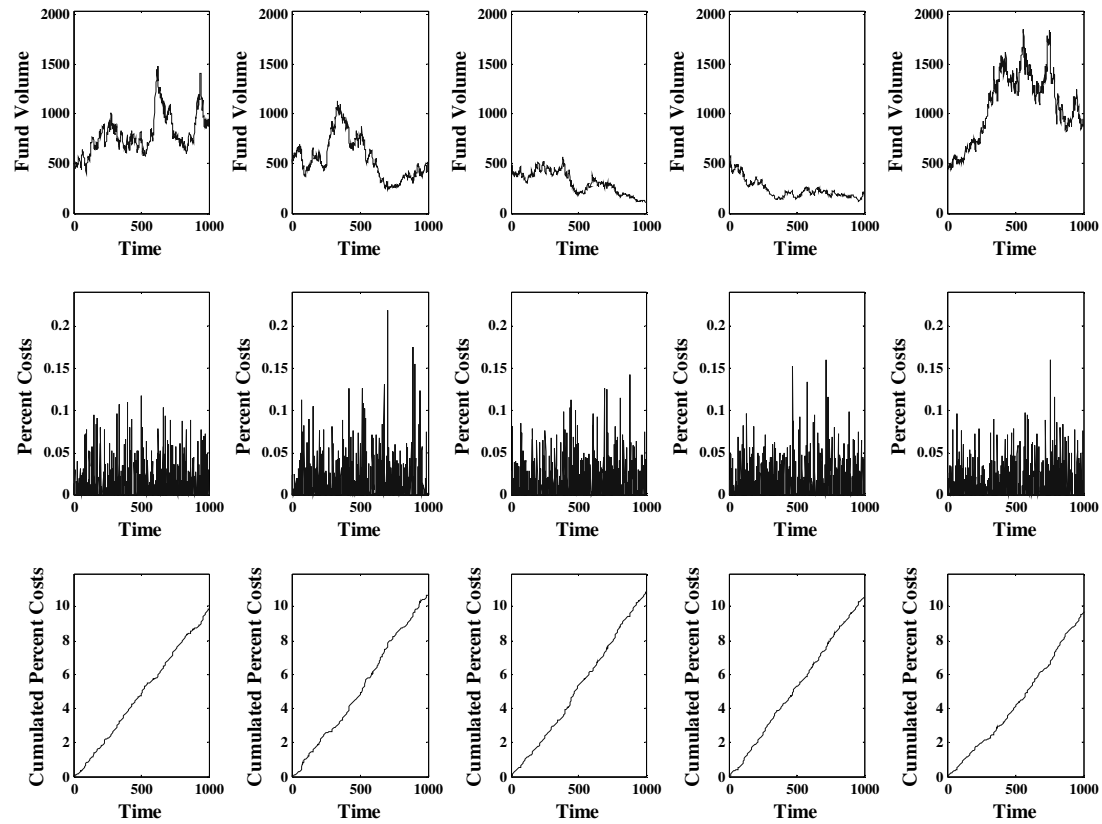 2000 2000 2000 2000 2000
1500 1500 1500 1500 1500
1000 1000 1000 1000 1000
500 500 500 500 500
0 0 0 0 0
Fund Volume Fund Volume Fund Volume Fund Volume Fund Volume
0 500 1000 0 500 1000 0 500 1000 0 500 1000 0 500 1000
Time Time Time Time Time
0.2 0.2 0.2 0.2 0.2
0.15 0.15 0.15 0.15 0.15
0.1 0.1 0.1 0.1 0.1
0.05 0.05 0.05 0.05 0.05
0 0 0 0 0
Percent Costs Percent Costs Percent Costs Percent Costs Percent Costs
0 500 1000 0 500 1000 0 500 1000 0 500 1000 0 500 1000
Time Time Time Time Time
10 10 10 10 10
8 8 8 8 8
6 6 6 6 6
4 4 4 4 4
2 2 2 2 2
0 0 0 0 0
Cumulated Percent Costs Cumulated Percent Costs Cumulated Percent Costs Cumulated Percent Costs Cumulated Percent Costs
0 500 1000 0 500 1000 0 500 1000 0 500 1000 0 500 1000
Time Time Time Time Time